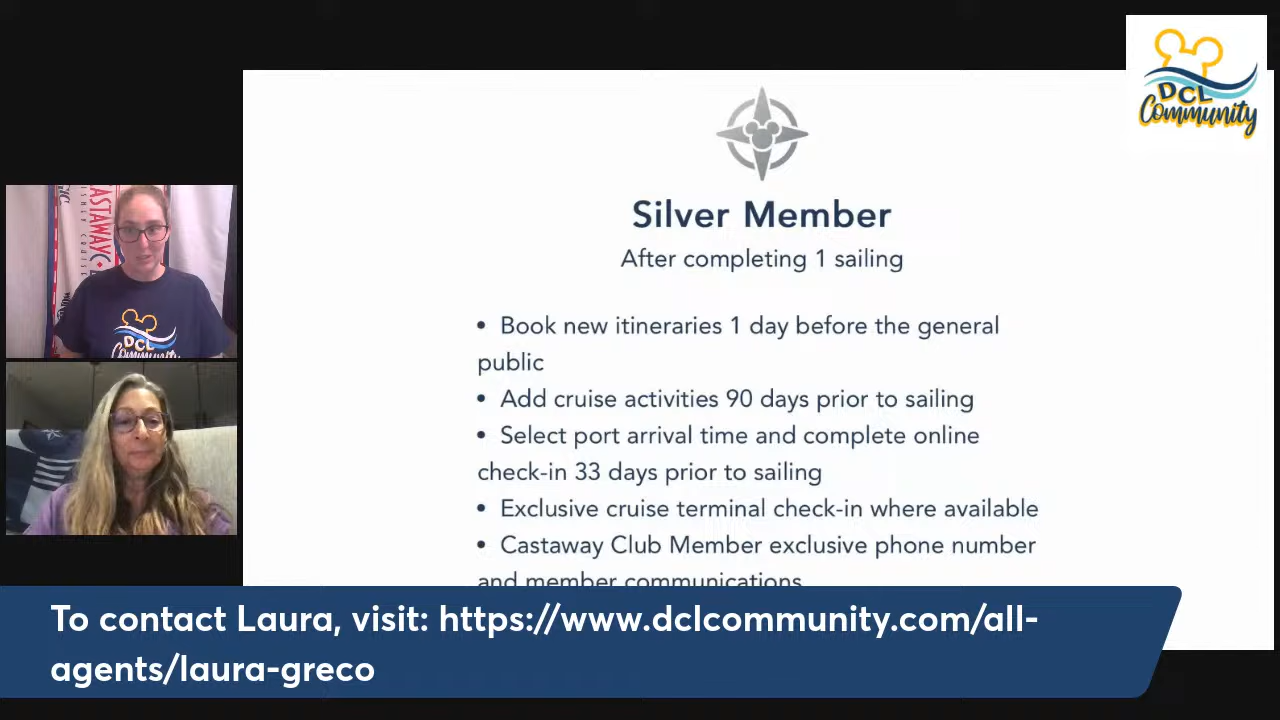 DCL
Community
Silver Member
After completing 1 sailing
• Book new itineraries 1 day before the general
public
• Add cruise activities 90 days prior to sailing
• Select port arrival time and complete online
check-in 33 days prior to sailing
• Exclusive cruise terminal check-in where available
• Castaway Club Member exclusive phone number
and member communications
DCL
Community
To contact Laura, visit: https://www.dclcommunity.com/all-
agents/laura-greco